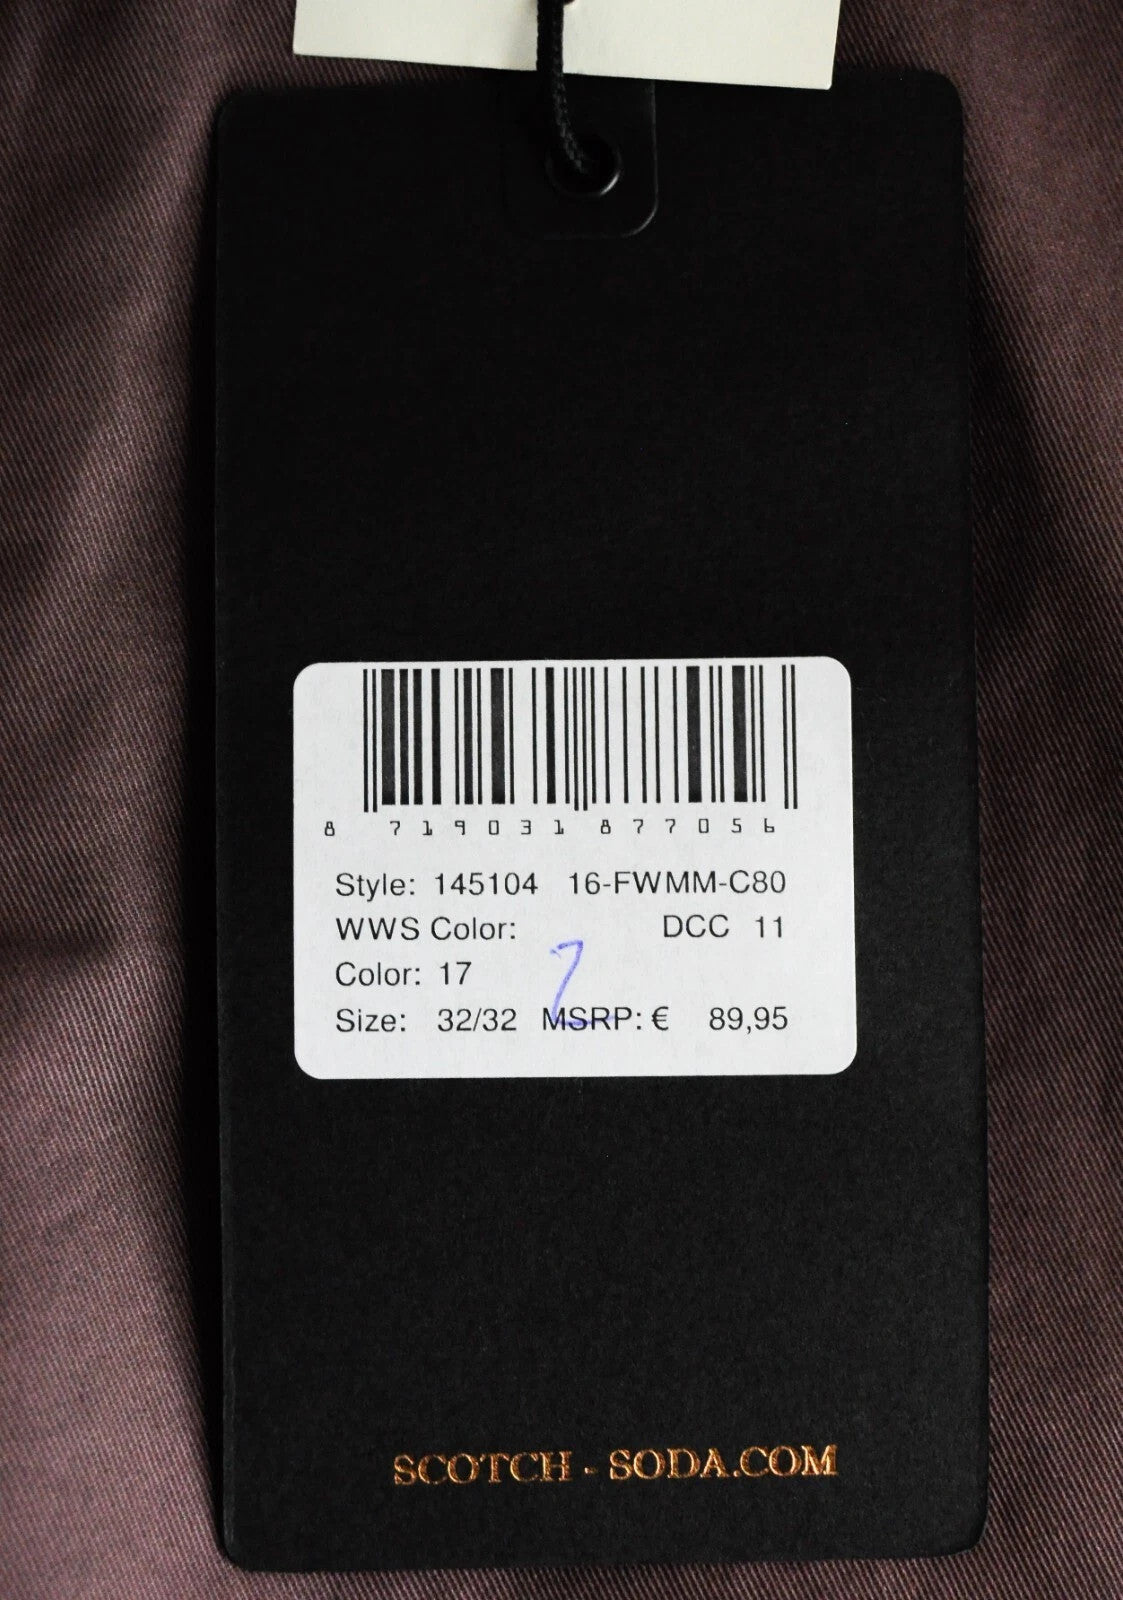 8 719031 877056
Style: 145104 16-FWMM-C80
WWS Color: DCC 11
Color: 17
2
Size: 32/32 MSRP: € 89,95
SCOTCH - SODA.COM